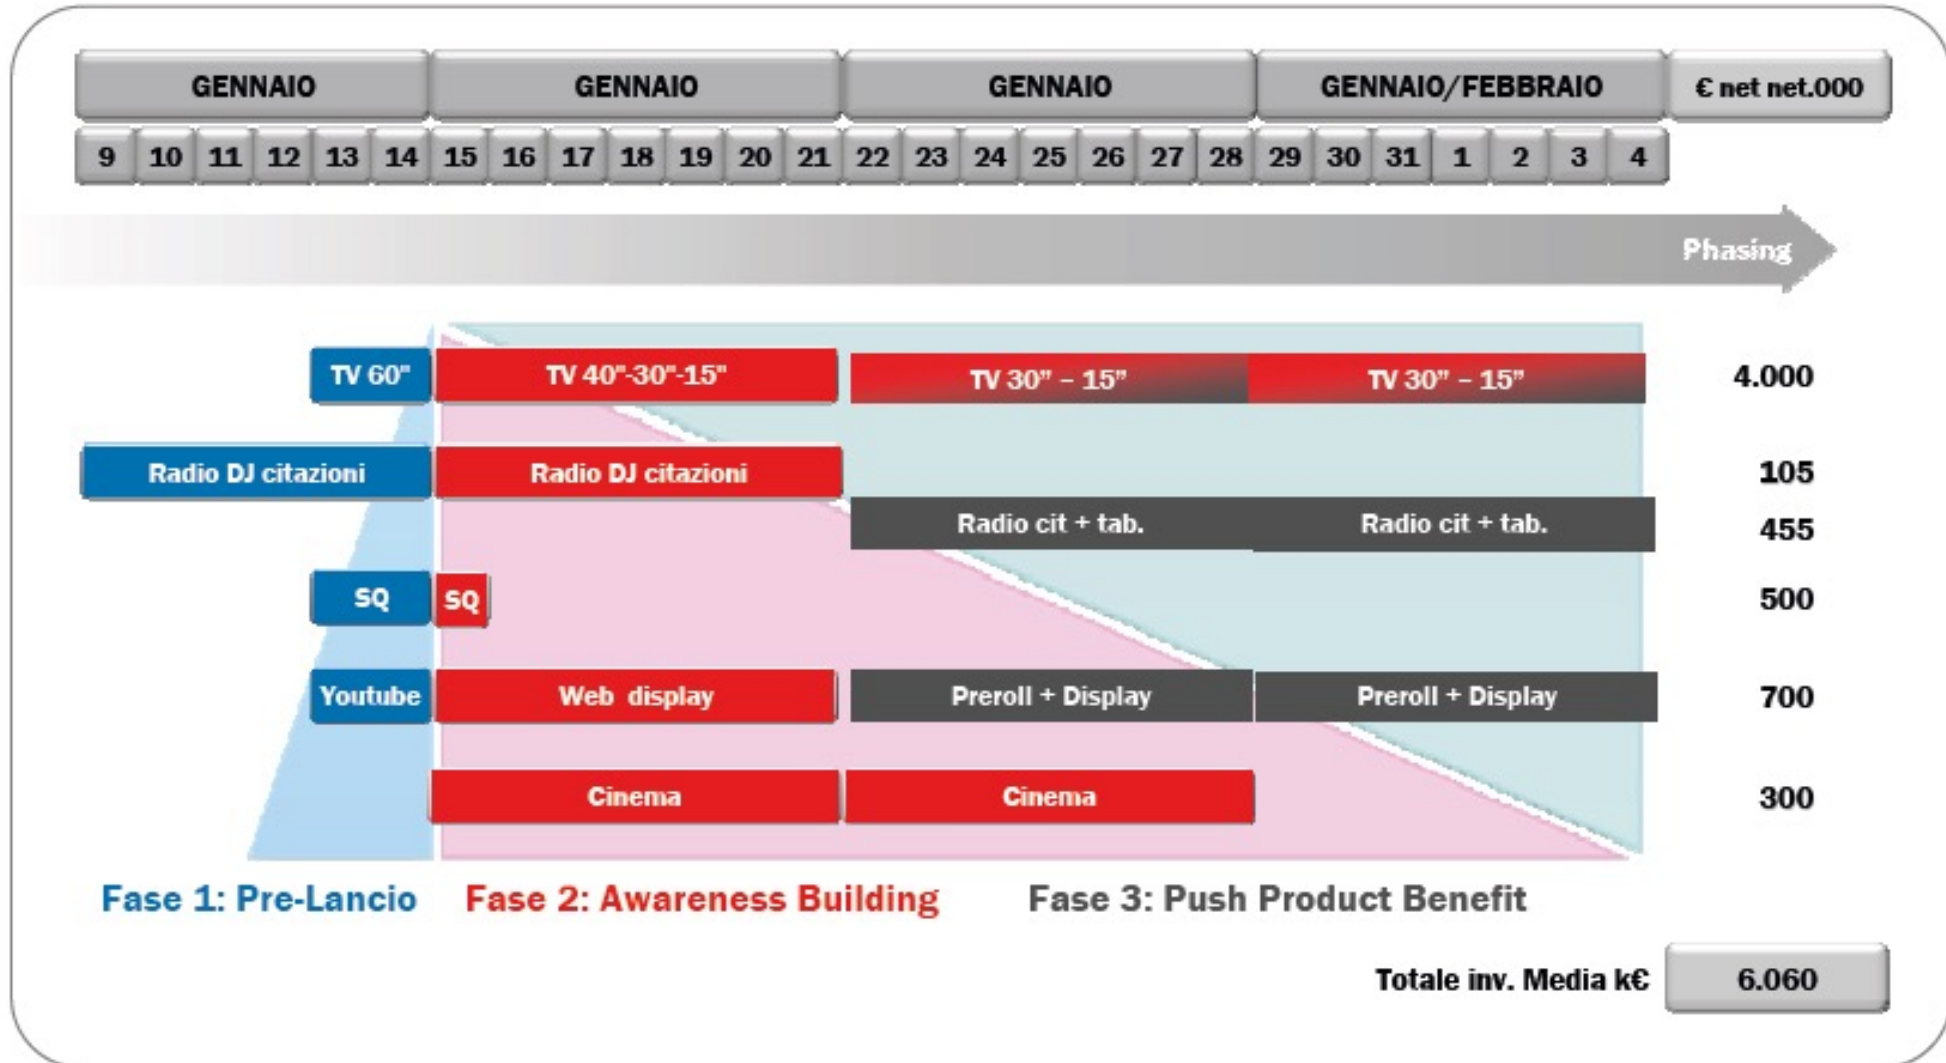 GENNAIO GENNAIO GENNAIO GENNAIO/FEBBRAIO € net net.000
9 10 11 12 13 14 15 16 17 18 19 20 21 22 23 24 25 26 27 28 29 30 31 1 2 3 4
Phasing
TV 60" TV 40"-30"-15" TV 30” – 15” TV 30” – 15” 4.000
Radio DJ citazioni Radio DJ citazioni 105
Radio cit + tab. Radio cit + tab. 455
SQ SQ 500
Youtube Web display Preroll + Display Preroll + Display 700
Cinema Cinema 300
Fase 1: Pre-Lancio Fase 2: Awareness Building Fase 3: Push Product Benefit
Totale inv. Media k€ 6.060